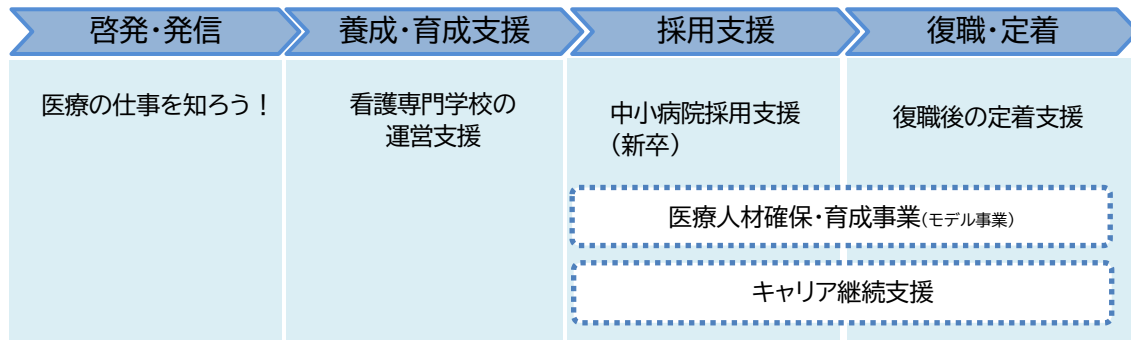 啓発・発信
養成・育成支援
採用支援
復職・定着
医療の仕事を知ろう！
看護専門学校の
運営支援
中小病院採用支援
（新卒）
復職後の定着支援
医療人材確保・育成事業(モデル事業)
キャリア継続支援